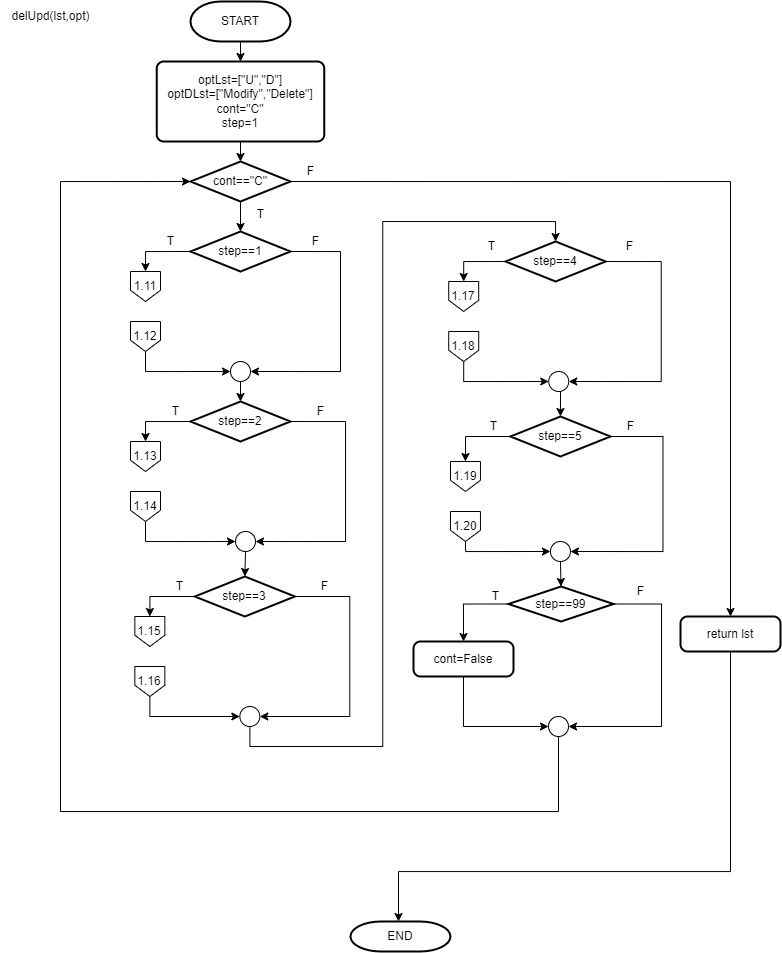 delUpd(lst,opt)
START
optLst=["U","D"]
optDLst=["Modify","Delete"]
cont="C"
step=1
cont=="C"
F
T
step==1
T
F
1.11
1.12
step==2
T
F
1.13
1.14
step==3
T
F
1.15
1.16
step==4
T
F
1.17
1.18
step==5
T
F
1.19
1.20
step==99
T
F
cont=False
return lst
END